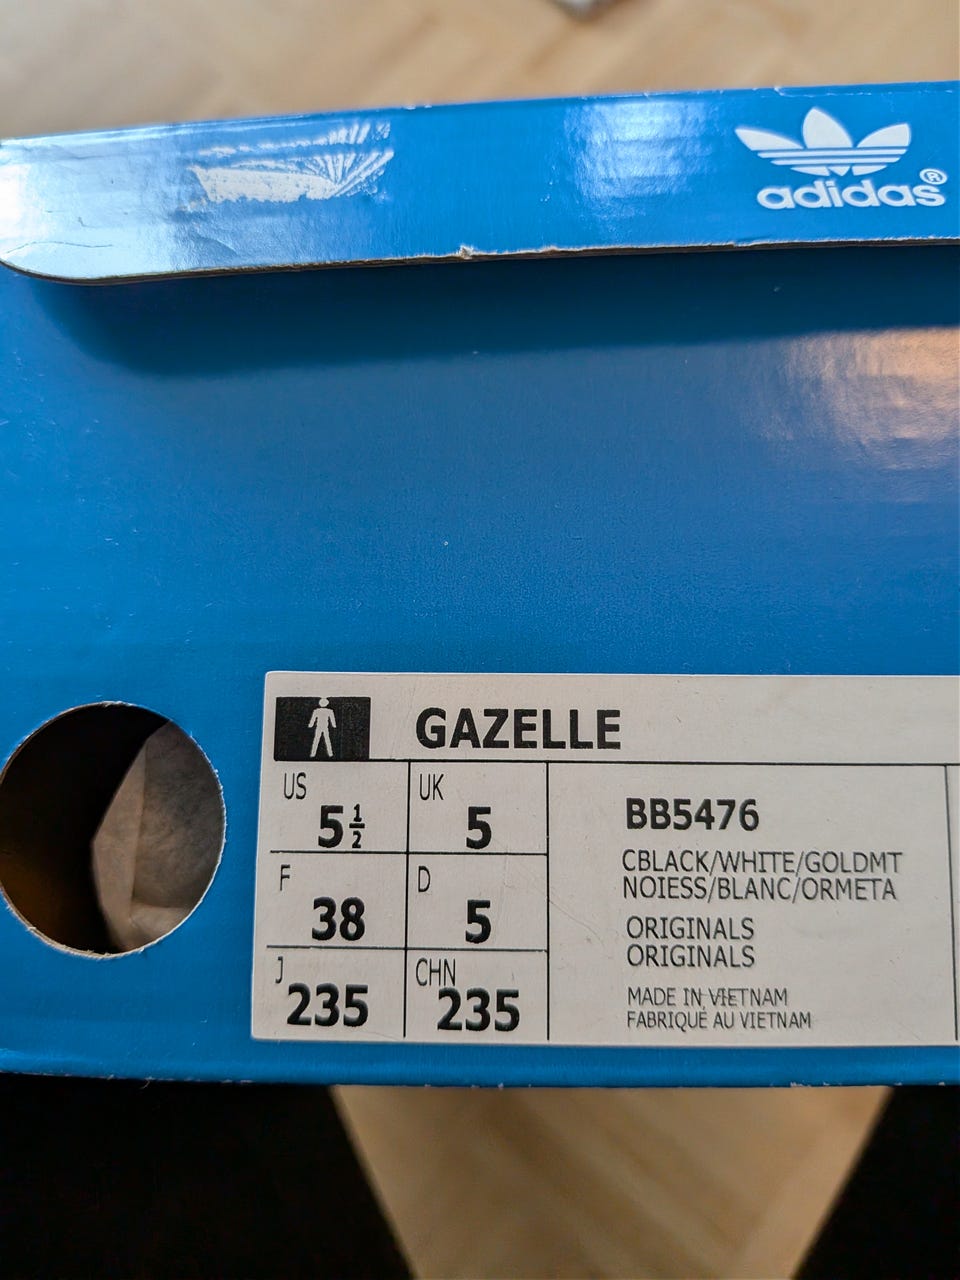 adidas®
GAZELLE
US
5½
UK
5
F
38
D
5
J
235
CHN
235
BB5476
CBLACK/WHITE/GOLDMT
NOIESS/BLANC/ORMETA
ORIGINALS
ORIGINALS
MADE IN VIETNAM
FABRIQUÉ AU VIETNAM